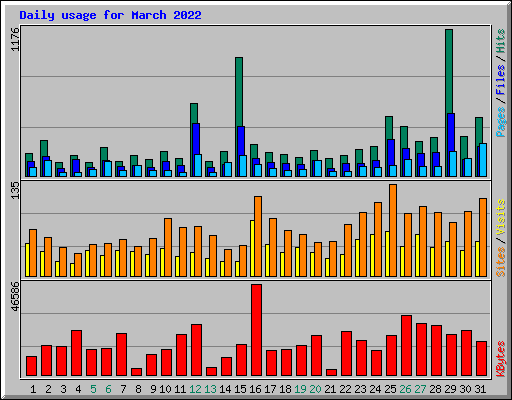 Daily usage for March 2022
1176
Pages / Files / Hits
135
Sites / Visits
46586
KBytes
1 2 3 4 5 6 7 8 9 10 11 12 13 14 15 16 17 18 19 20 21 22 23 24 25 26 27 28 29 30 31